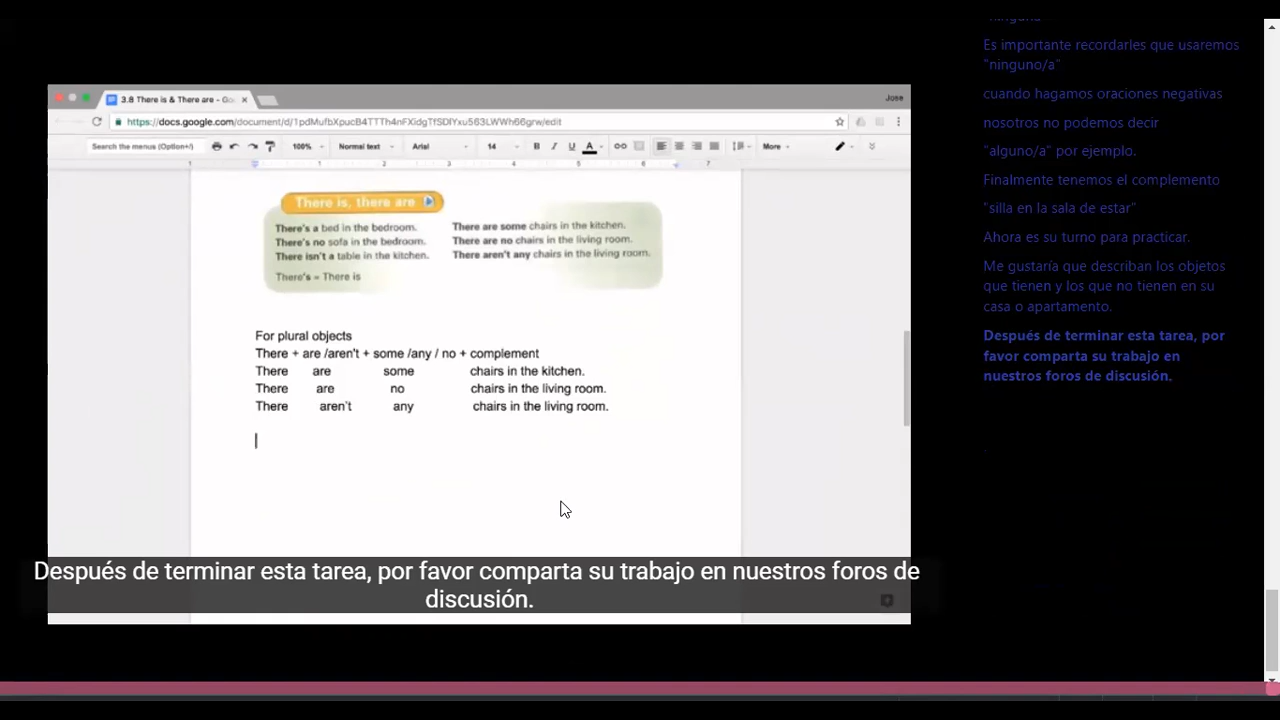 3.8 There is & There are - Go
Jose
https://docs.google.com/document/d/1pdMufbXpucB4TTTh4nFXidgTfSDlYxu563LWWh66grw/edit
Search the menus (Option+/)
100%
Normal text
Arial
14
B I U A
More
1 1 2 3 4 5 6 7
There is, there are
There's a bed in the bedroom.
There's no sofa in the bedroom.
There isn't a table in the kitchen.
There's = There is
There are some chairs in the kitchen.
There are no chairs in the living room.
There aren't any chairs in the living room.
For plural objects
There + are /aren't + some /any / no + complement
There are some chairs in the kitchen.
There are no chairs in the living room.
There aren't any chairs in the living room.
Después de terminar esta tarea, por favor comparta su trabajo en nuestros foros de
discusión.
Es importante recordarles que usaremos
"ninguno/a"
cuando hagamos oraciones negativas
nosotros no podemos decir
"alguno/a" por ejemplo.
Finalmente tenemos el complemento
"silla en la sala de estar"
Ahora es su turno para practicar.
Me gustaría que describan los objetos
que tienen y los que no tienen en su
casa o apartamento.
Después de terminar esta tarea, por
favor comparta su trabajo en
nuestros foros de discusión.